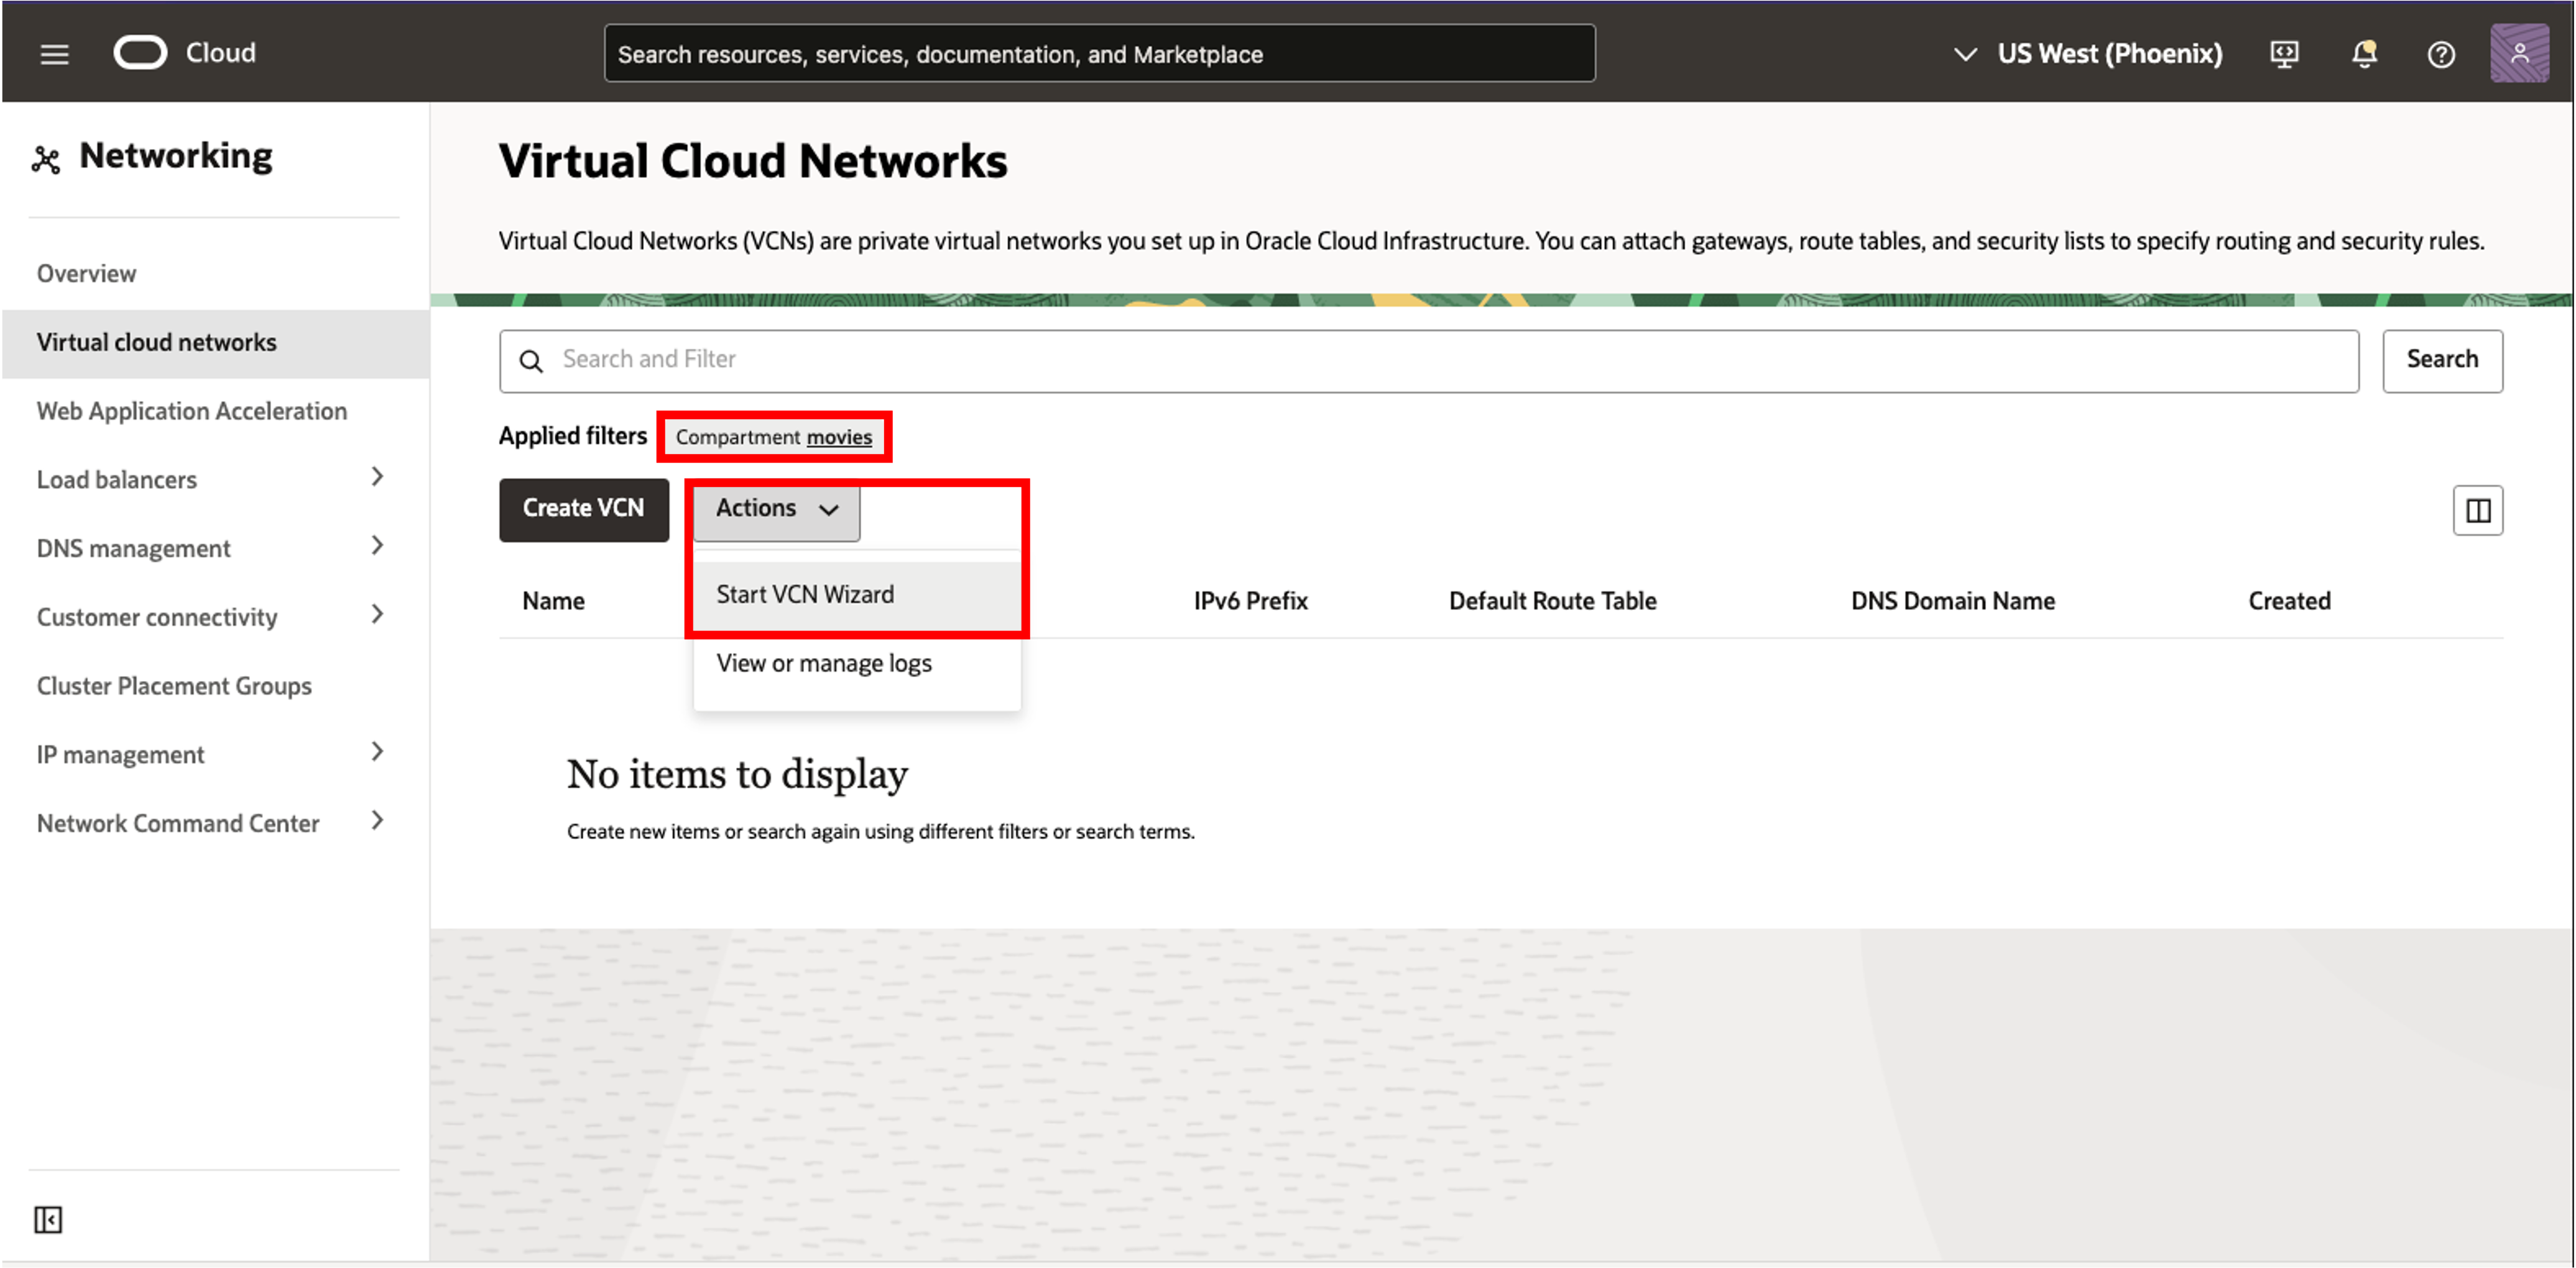 Cloud
Search resources, services, documentation, and Marketplace
US West (Phoenix)
Networking
Overview
Virtual cloud networks
Web Application Acceleration
Load balancers
DNS management
Customer connectivity
Cluster Placement Groups
IP management
Network Command Center
Virtual Cloud Networks
Virtual Cloud Networks (VCNs) are private virtual networks you set up in Oracle Cloud Infrastructure. You can attach gateways, route tables, and security lists to specify routing and security rules.
Search and Filter
Search
Applied filters Compartment movies
Create VCN
Actions
Start VCN Wizard
View or manage logs
Name IPv6 Prefix Default Route Table DNS Domain Name Created
No items to display
Create new items or search again using different filters or search terms.